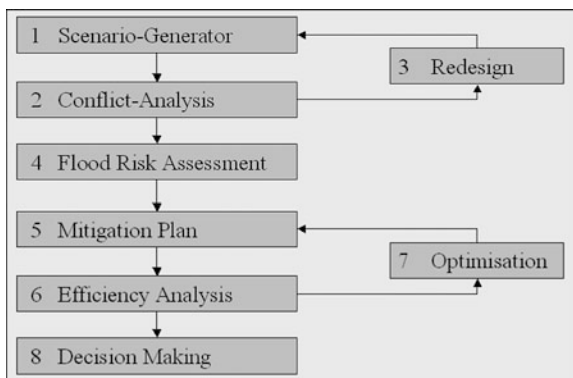 1 Scenario-Generator
3 Redesign
2 Conflict-Analysis
4 Flood Risk Assessment
5 Mitigation Plan
7 Optimisation
6 Efficiency Analysis
8 Decision Making